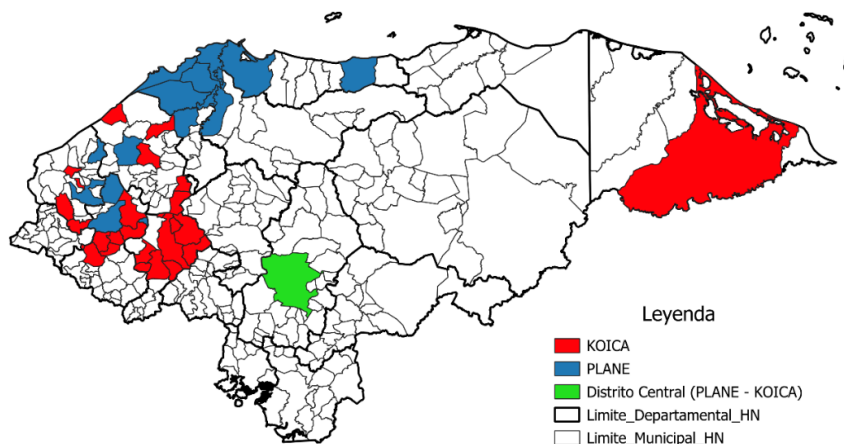 Leyenda
KOICA
PLANE
Distrito Central (PLANE - KOICA)
Limite_Departamental_HN
Limite_Municipal_HN